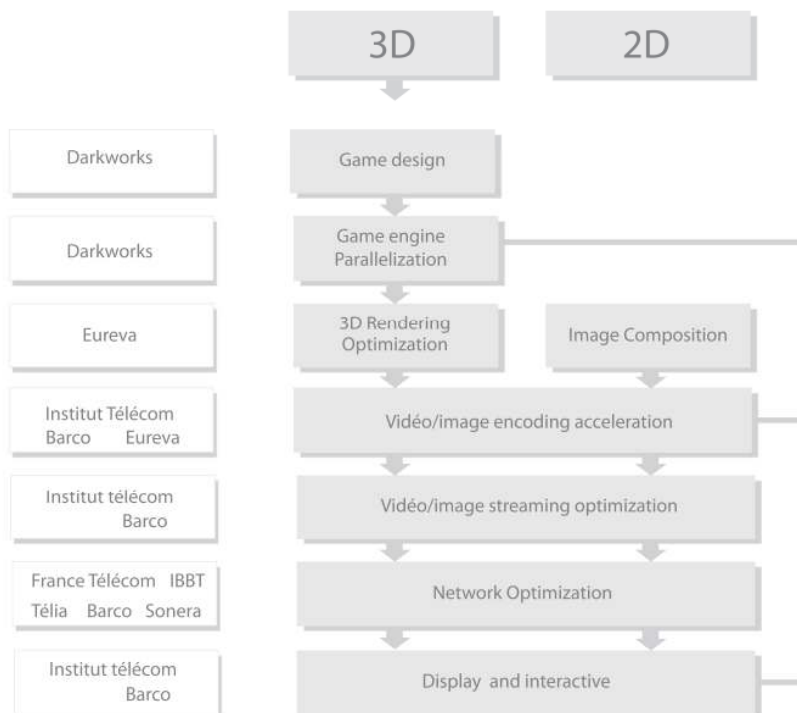 3D
2D
Darkworks
Game design
Darkworks
Game engine
Parallelization
Eureva
3D Rendering
Optimization
Image Composition
Institut Télécom
Barco Eureva
Vidéo/image encoding acceleration
Institut télécom
Barco
Vidéo/image streaming optimization
France Télécom IBBT
Télia Barco Sonera
Network Optimization
Institut télécom
Barco
Display and interactive